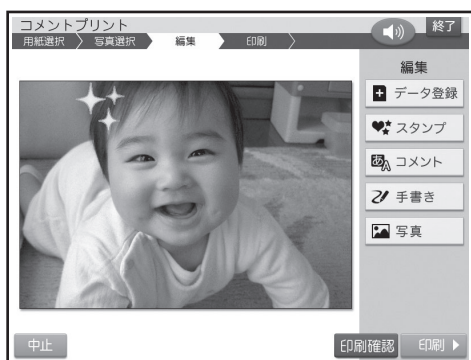 コメントプリント
終了
用紙選択 写真選択 編集 印刷
編集
データ登録
スタンプ
あA コメント
手書き
写真
中止
印刷確認
印刷